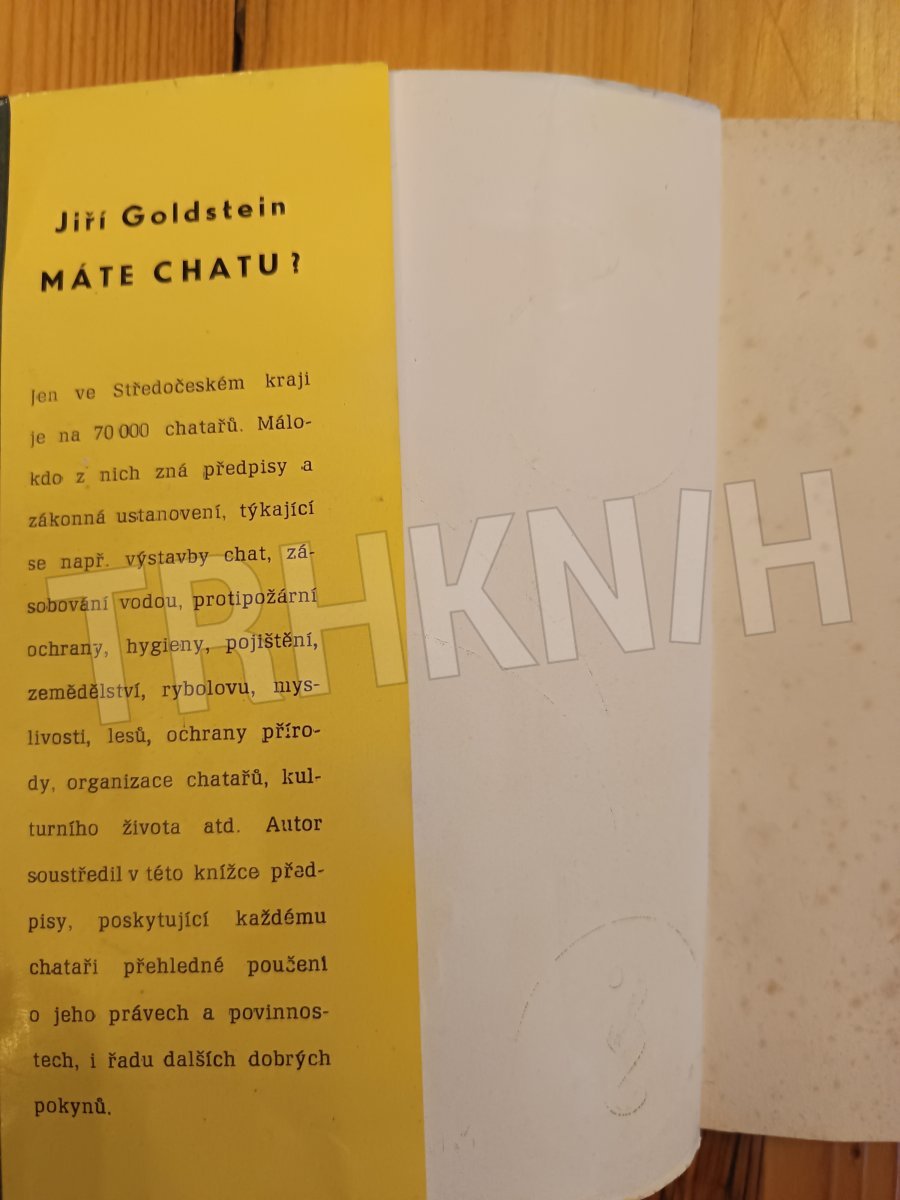 Jiří Goldstein
MÁTE CHATU?
Jen ve Středočeském kraji
je na 70 000 chatařů. Málo-
kdo z nich zná předpisy a
zákonná ustanovení, týkající
se např. výstavby chat, zá-
sobování vodou, protipožární
ochrany, hygieny, pojištění,
zemědělství, rybolovu, mys-
livosti, lesů, ochrany příro-
dy, organizace chatařů, kul-
turního života atd. Autor
soustředil v této knížce před-
pisy, poskytující každému
chataři přehledné poučení
o jeho právech a povinnos-
tech, i řadu dalších dobrých
pokynů.
TRHKNIH